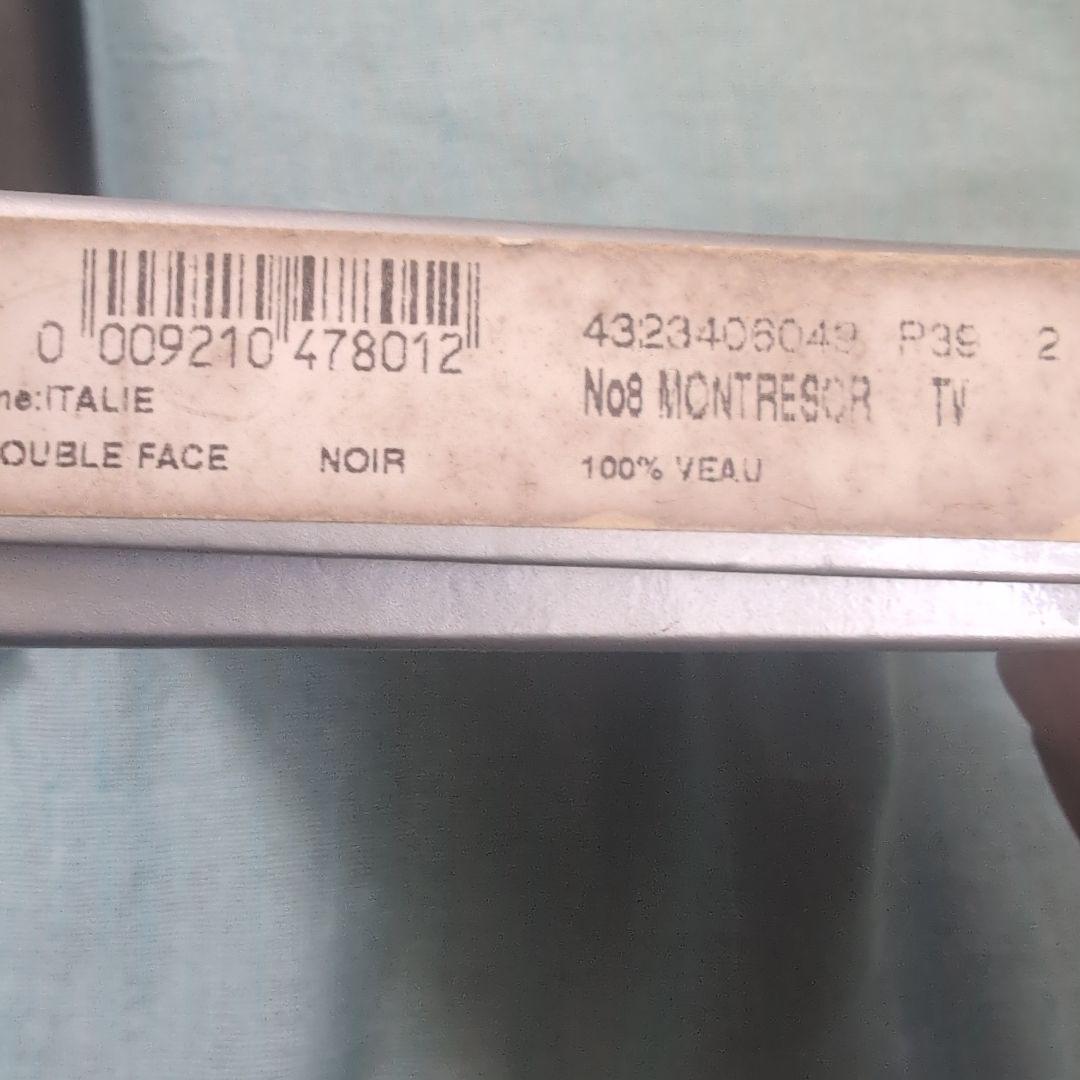 0 009210 478012
ne:ITALIE
OUBLE FACE NOIR
4323406049 P39 2
No8 MONTRESOR TV
100% VEAU